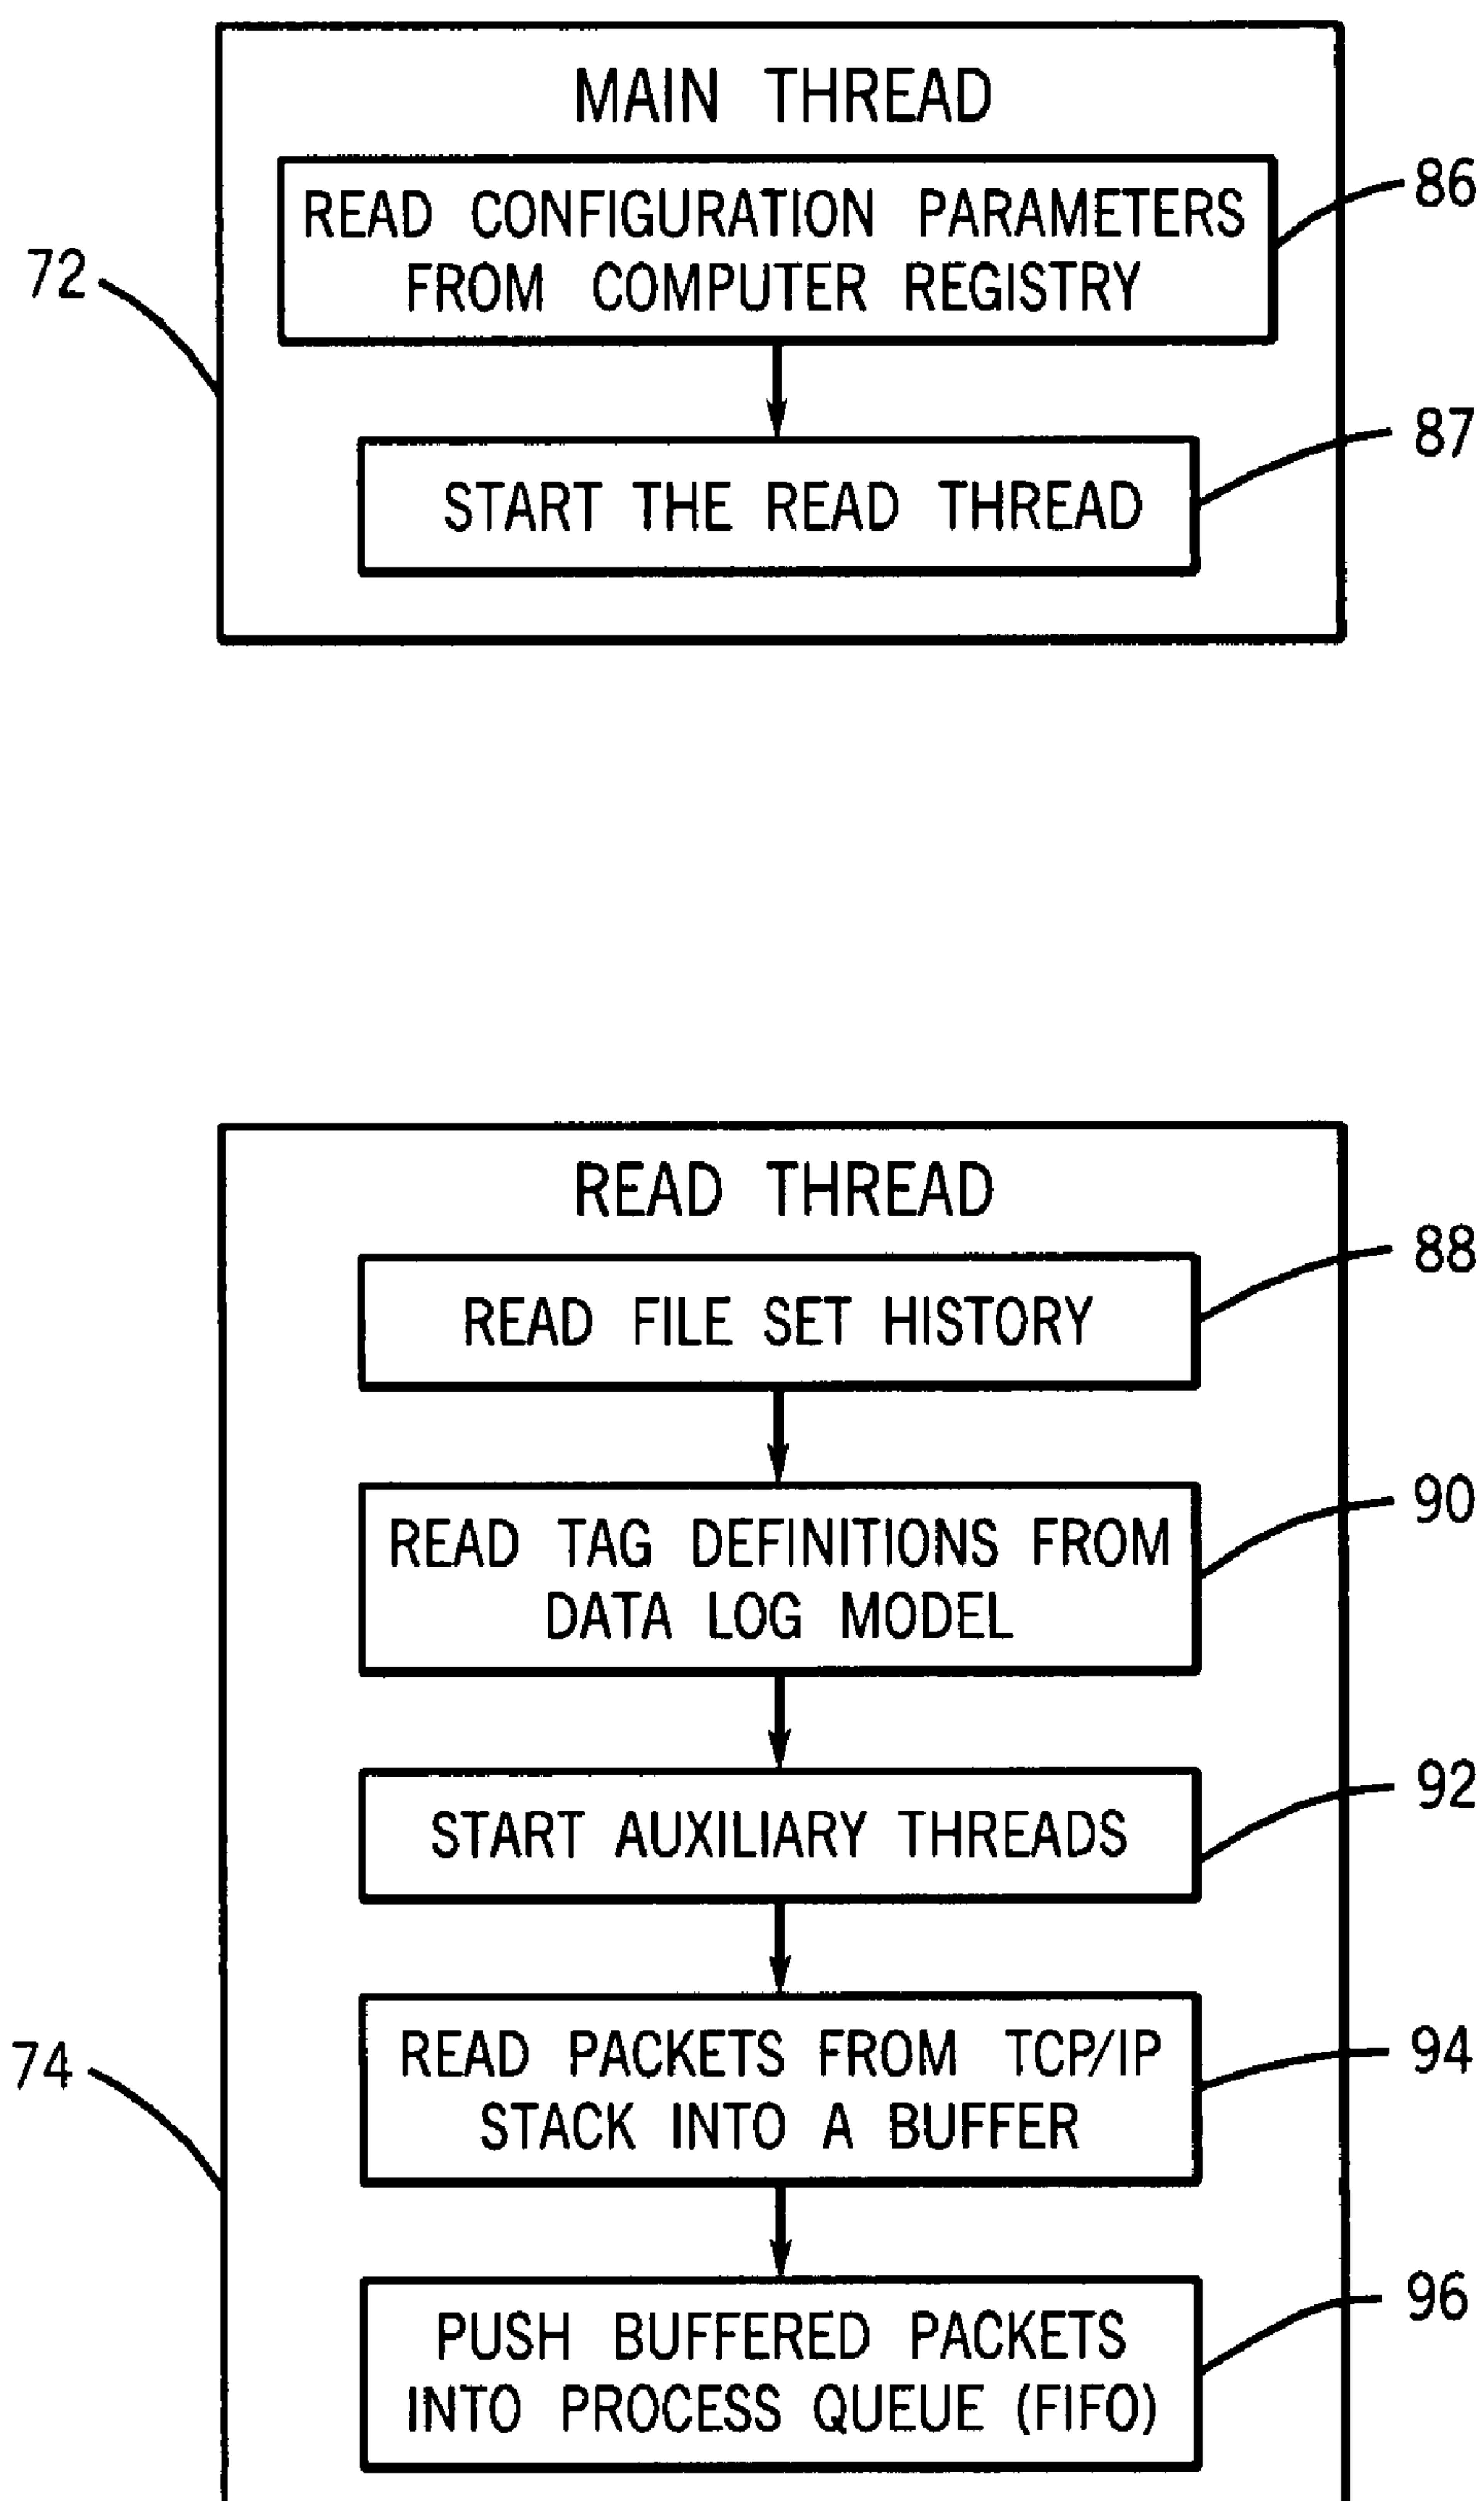 MAIN THREAD
READ CONFIGURATION PARAMETERS
FROM COMPUTER REGISTRY
86
72
START THE READ THREAD
87
READ THREAD
READ FILE SET HISTORY
88
READ TAG DEFINITIONS FROM
DATA LOG MODEL
90
START AUXILIARY THREADS
92
READ PACKETS FROM TCP/IP
STACK INTO A BUFFER
94
74
PUSH BUFFERED PACKETS
INTO PROCESS QUEUE (FIFO)
96